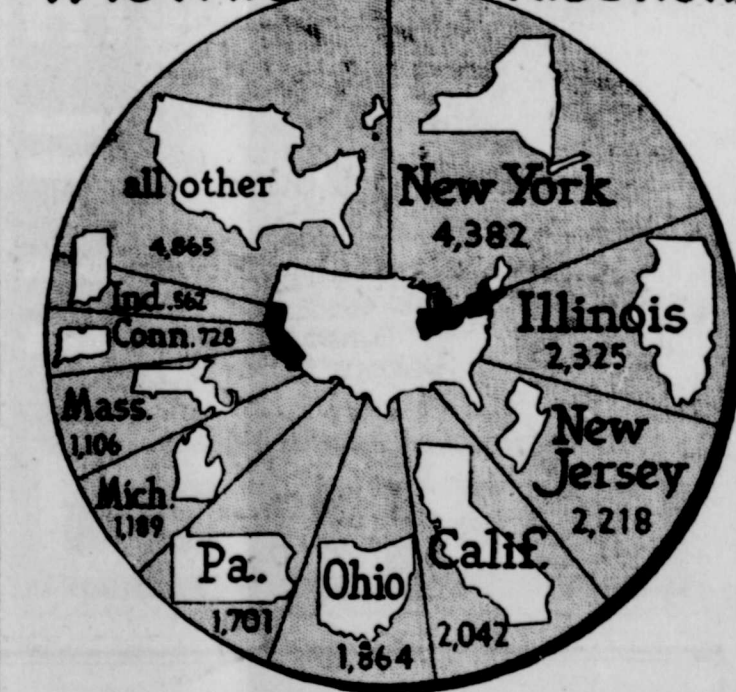 all other
4,865
New York
4,382
Illinois
2,325
New
Jersey
2,218
Calif.
2,042
Ohio
1,864
Pa.
1,701
Mich.
1,189
Mass.
1,106
Conn. 728
Ind. 562